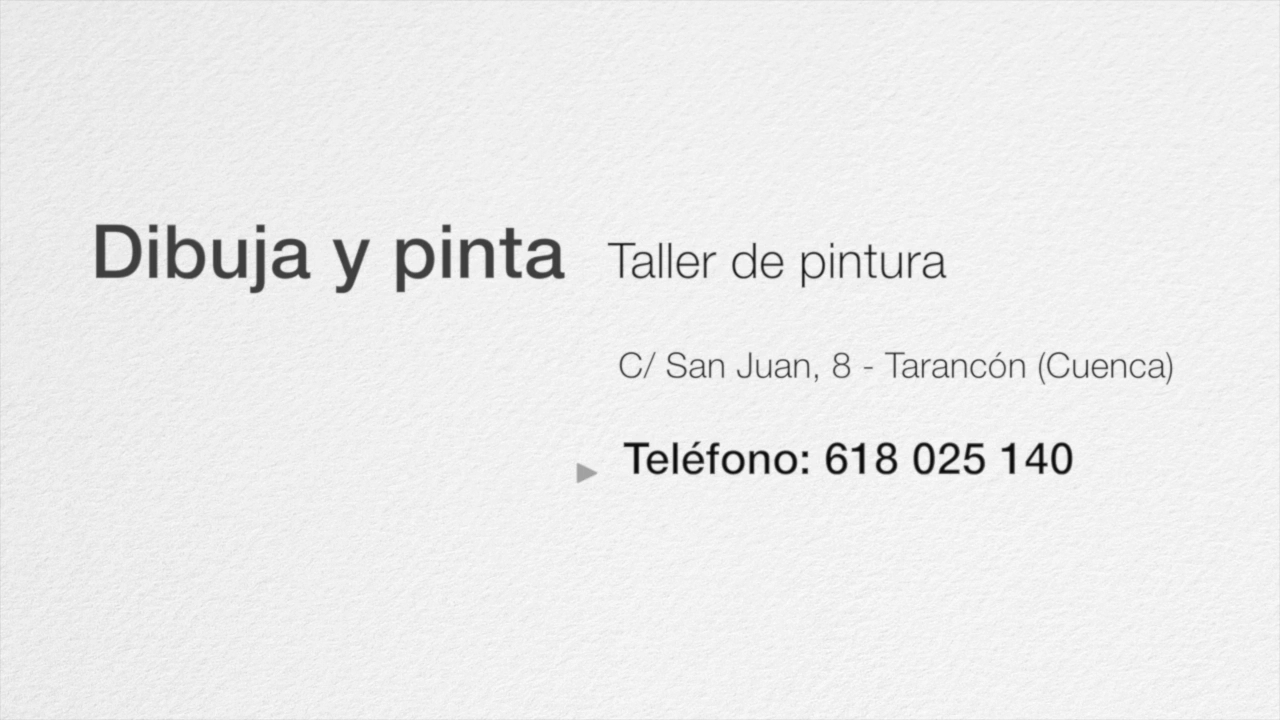 Dibuja y pinta Taller de pintura
C/ San Juan, 8 - Tarancón (Cuenca)
Teléfono: 618 025 140